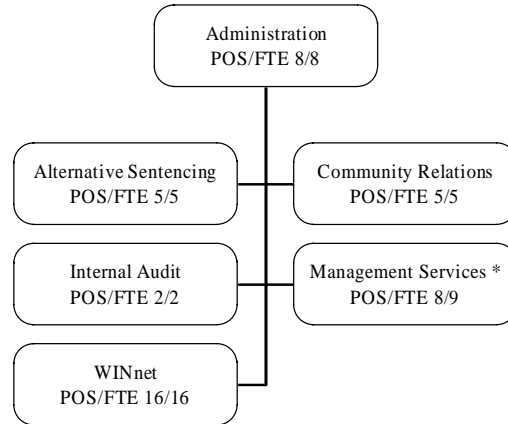 Administration
POS/FTE 8/8
Alternative Sentencing
POS/FTE 5/5
Community Relations
POS/FTE 5/5
Internal Audit
POS/FTE 2/2
Management Services *
POS/FTE 8/9
WINnet
POS/FTE 16/16